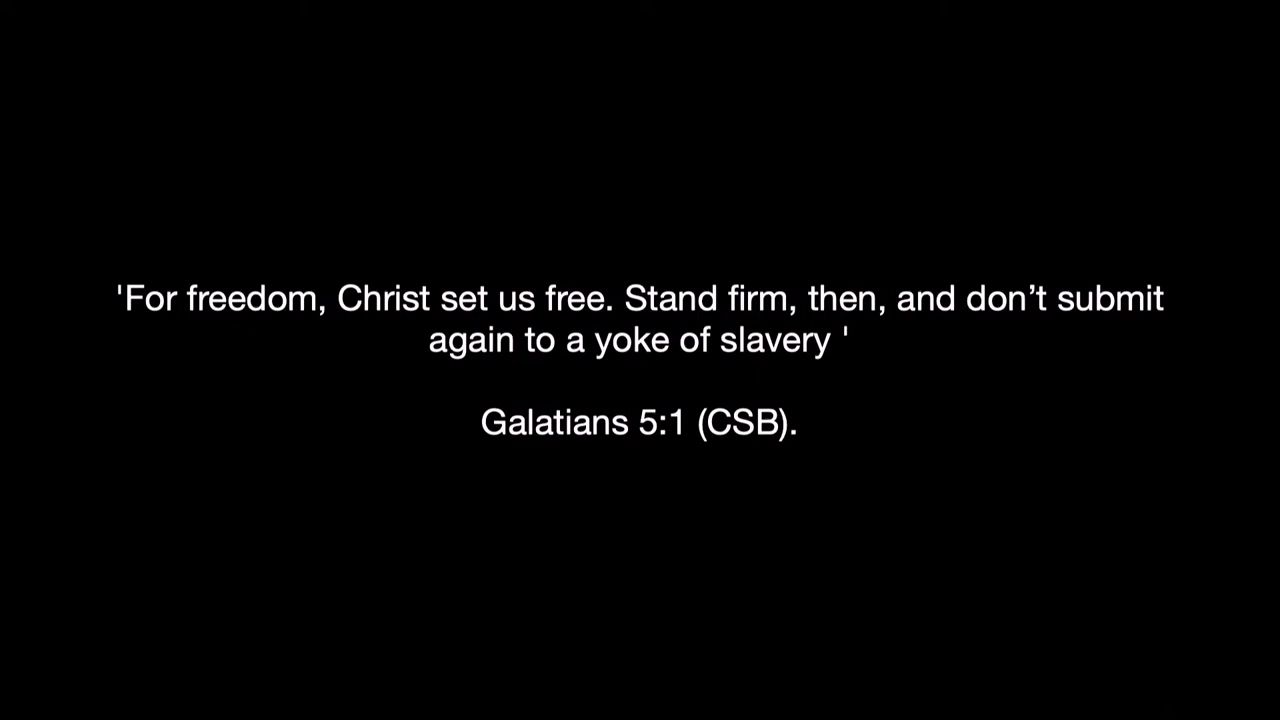 'For freedom, Christ set us free. Stand firm, then, and don’t submit
again to a yoke of slavery '
Galatians 5:1 (CSB).